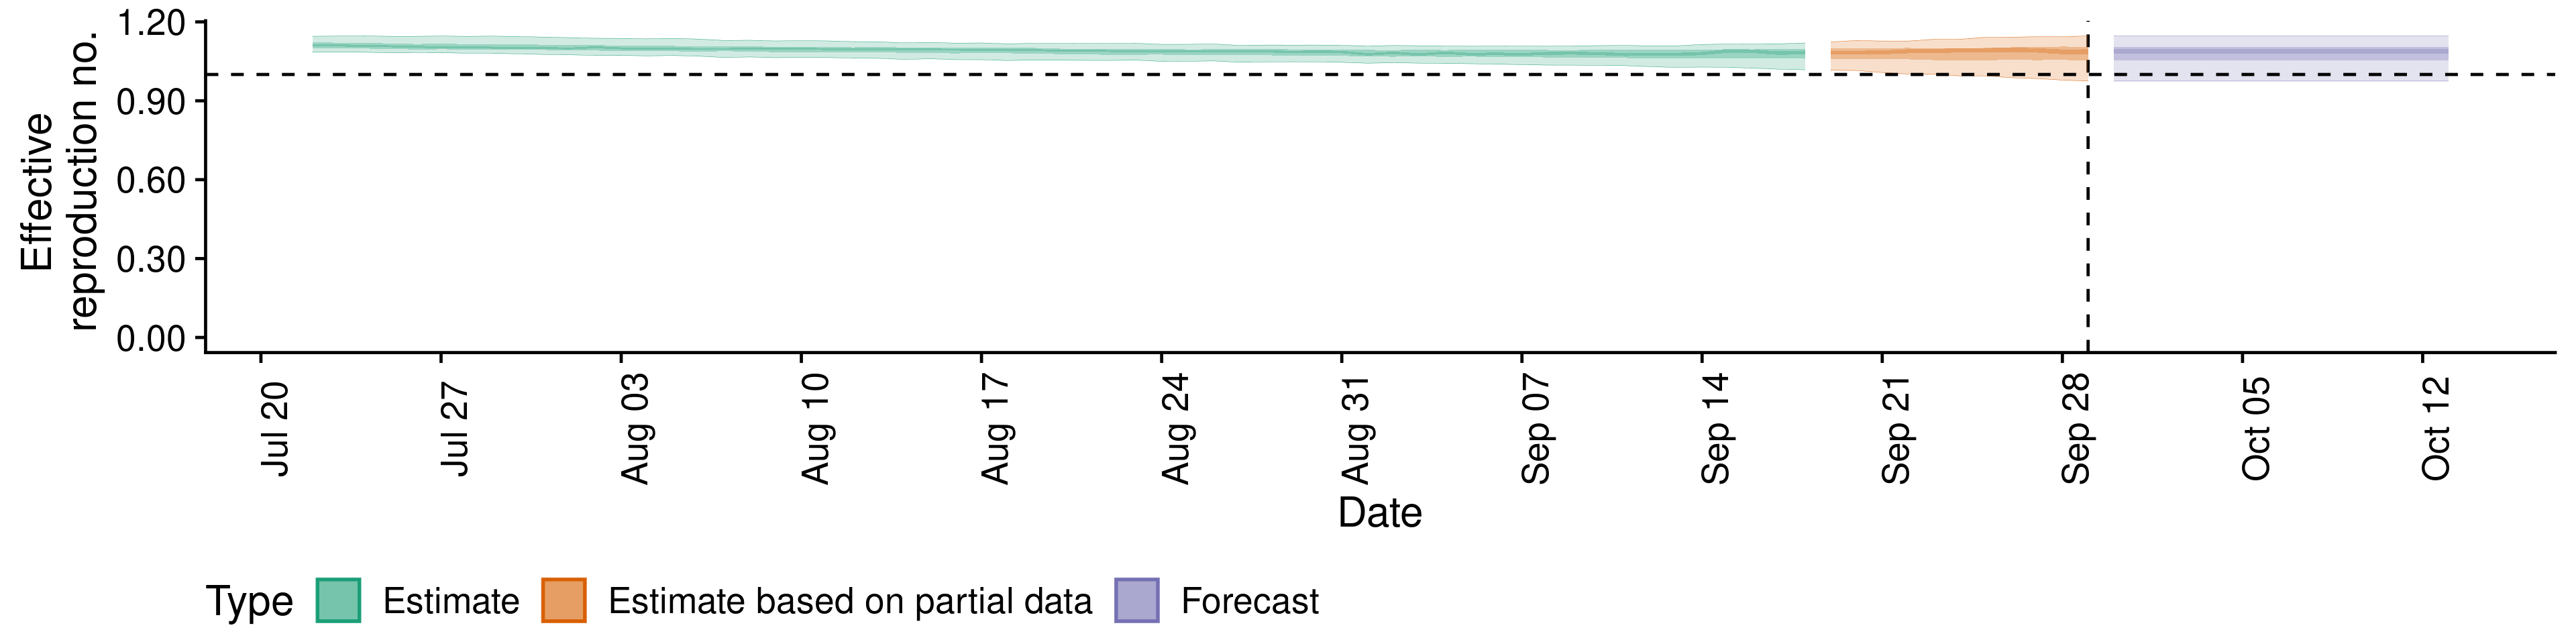 Effective
reproduction no.
1.20
0.90
0.60
0.30
0.00
Jul 20
Jul 27
Aug 03
Aug 10
Aug 17
Aug 24
Aug 31
Sep 07
Sep 14
Sep 21
Sep 28
Oct 05
Oct 12
Date
Type Estimate Estimate based on partial data Forecast